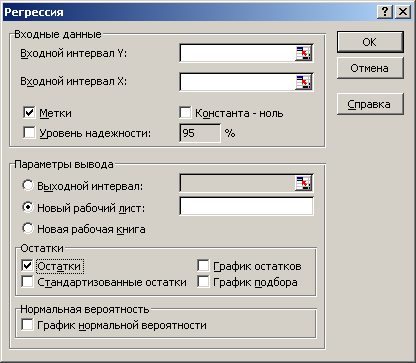 Регрессия
Входные данные
Входной интервал Y:
Входной интервал X:
Метки
Константа - ноль
Уровень надежности: 95 %
OK
Отмена
Справка
Параметры вывода
Выходной интервал:
Новый рабочий лист:
Новая рабочая книга
Остатки
Остатки
График остатков
Стандартизованные остатки
График подбора
Нормальная вероятность
График нормальной вероятности